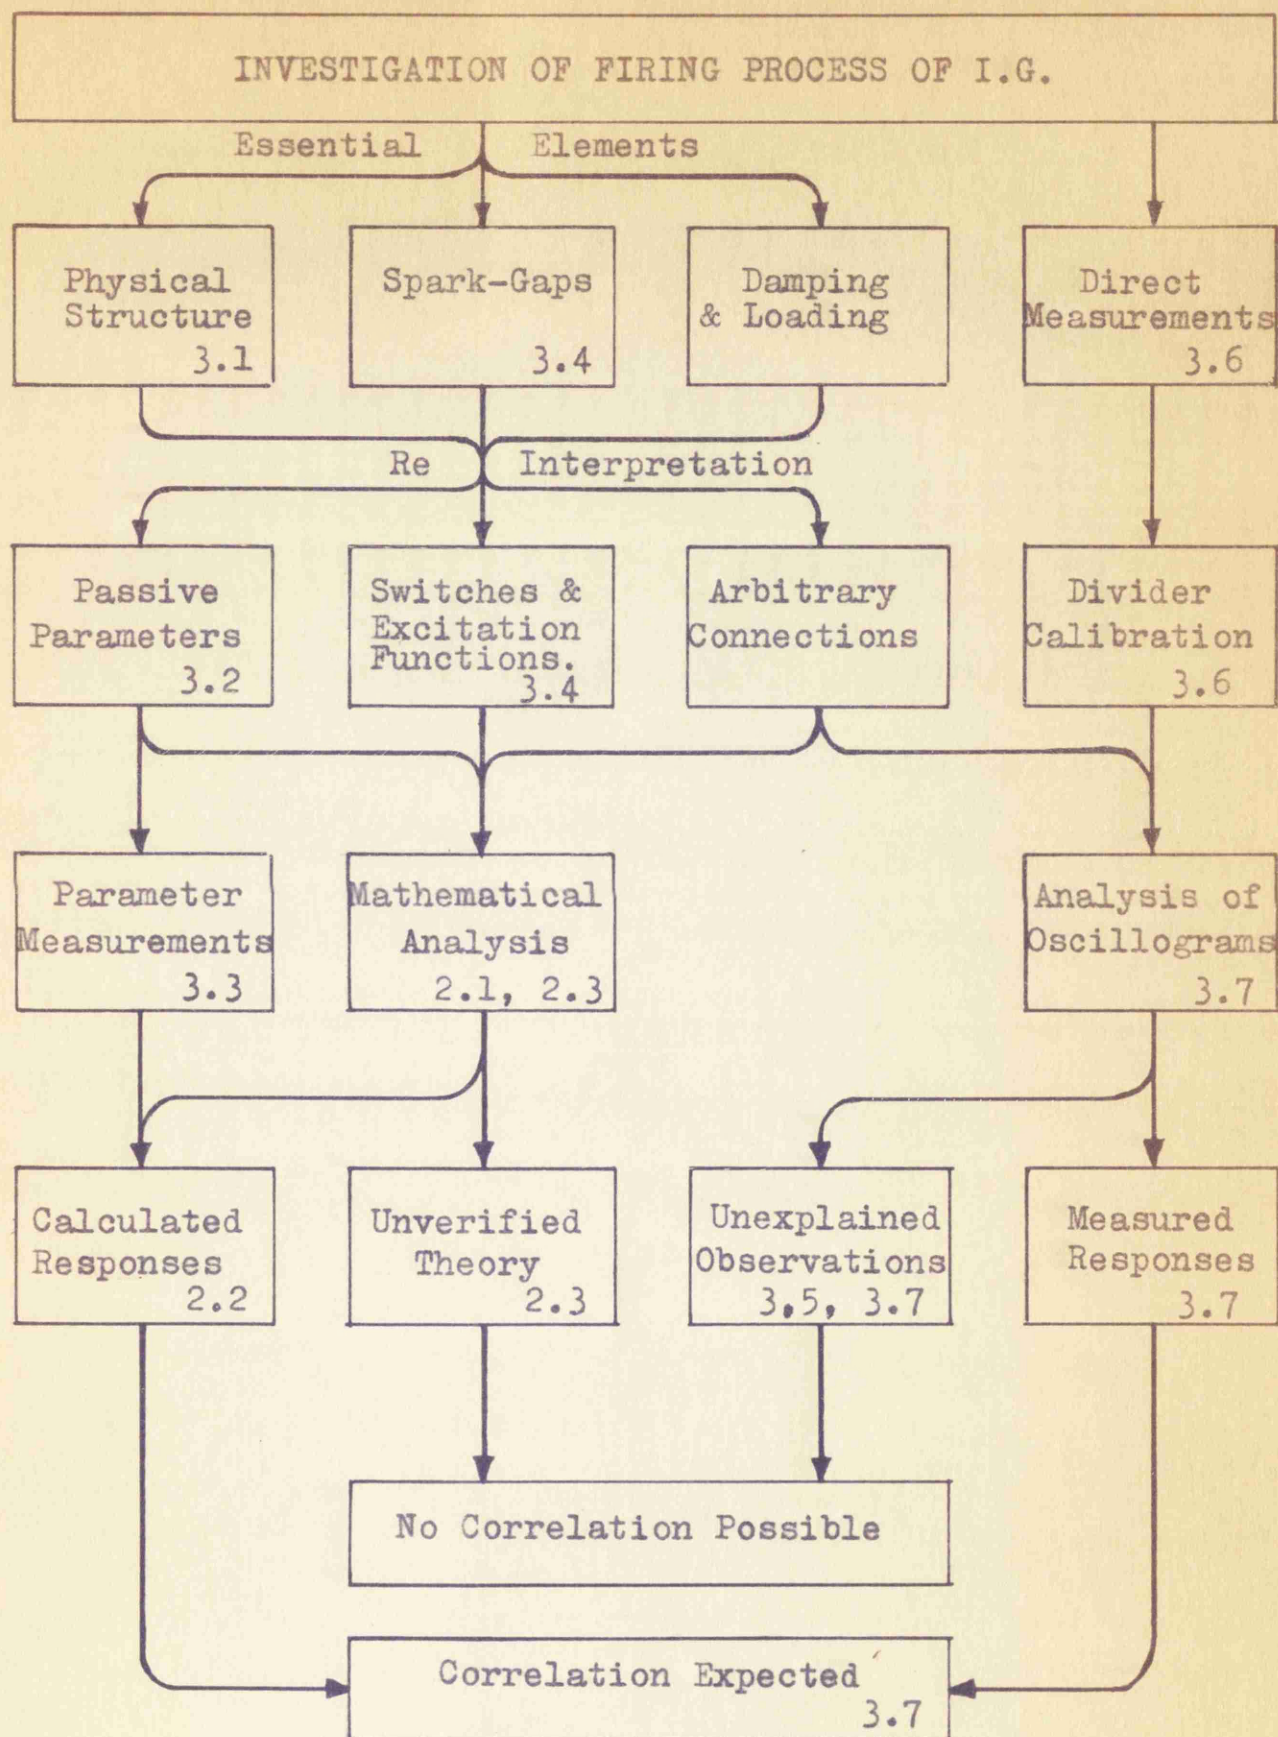 INVESTIGATION OF FIRING PROCESS OF I.G.
Essential Elements
Physical
Structure
3.1
Spark-Gaps
3.4
Damping
& Loading
Direct
Measurements
3.6
Re Interpretation
Passive
Parameters
3.2
Switches &
Excitation
Functions.
3.4
Arbitrary
Connections
Divider
Calibration
3.6
Parameter
Measurements
3.3
Mathematical
Analysis
2.1, 2.3
Analysis of
Oscillograms
3.7
Calculated
Responses
2.2
Unverified
Theory
2.3
Unexplained
Observations
3.5, 3.7
Measured
Responses
3.7
No Correlation Possible
Correlation Expected
3.7